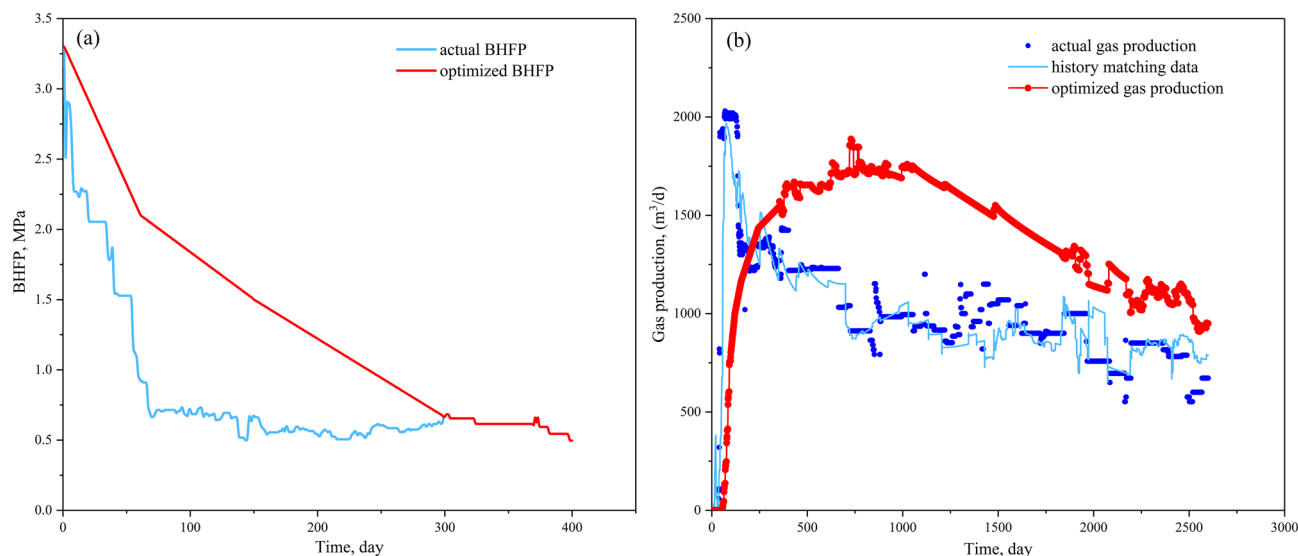 (a)
actual BHFP
optimized BHFP
BHFP, MPa
3.5
3.0
2.5
2.0
1.5
1.0
0.5
0.0
0
100
200
300
400
Time, day
(b)
actual gas production
history matching data
optimized gas production
Gas production, (m³/d)
2500
2000
1500
1000
500
0
0
500
1000
1500
2000
2500
3000
Time, day